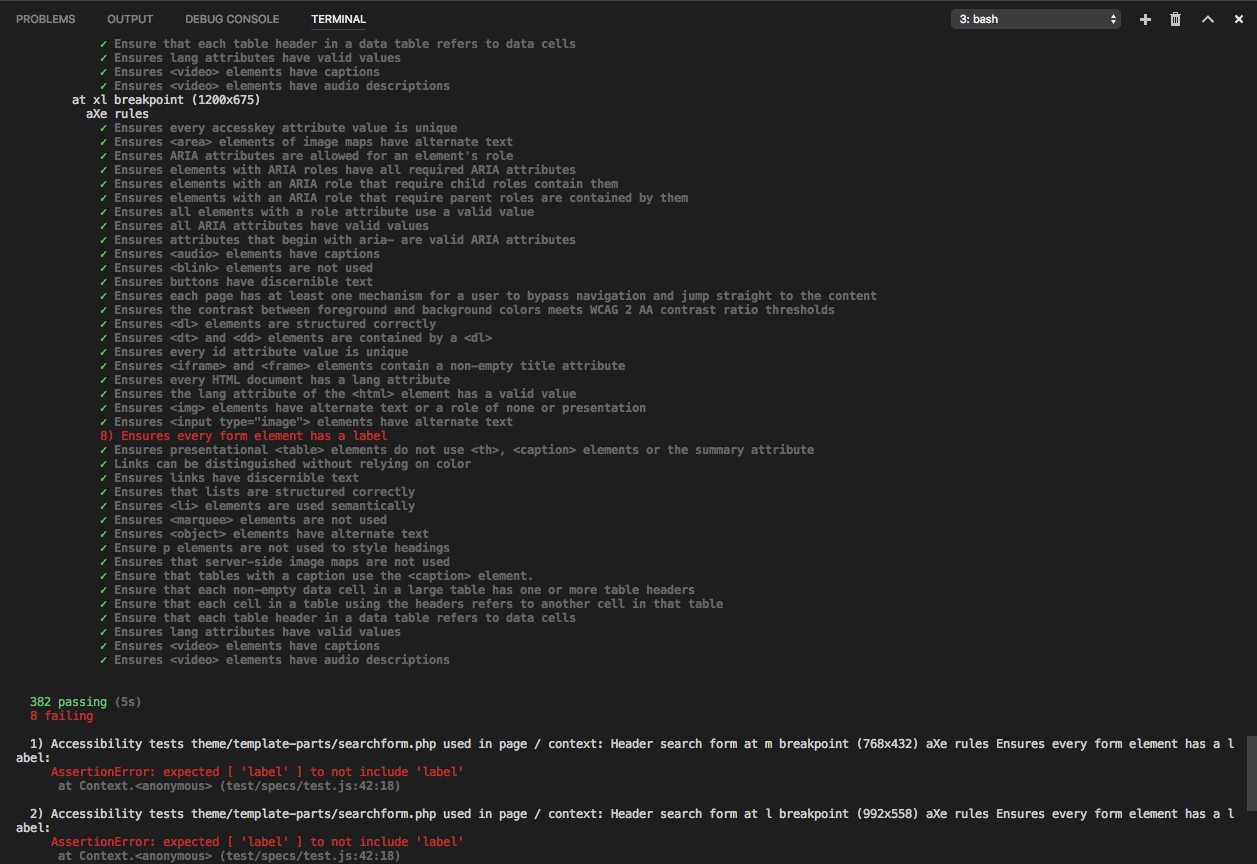 PROBLEMS OUTPUT DEBUG CONSOLE TERMINAL 3: bash
✓ Ensure that each table header in a data table refers to data cells
✓ Ensures lang attributes have valid values
✓ Ensures <video> elements have captions
✓ Ensures <video> elements have audio descriptions
at xl breakpoint (1200x675)
aXe rules
✓ Ensures every accesskey attribute value is unique
✓ Ensures <area> elements of image maps have alternate text
✓ Ensures ARIA attributes are allowed for an element's role
✓ Ensures elements with ARIA roles have all required ARIA attributes
✓ Ensures elements with an ARIA role that require child roles contain them
✓ Ensures elements with an ARIA role that require parent roles are contained by them
✓ Ensures all elements with a role attribute use a valid value
✓ Ensures all ARIA attributes have valid values
✓ Ensures attributes that begin with aria- are valid ARIA attributes
✓ Ensures <audio> elements have captions
✓ Ensures <blink> elements are not used
✓ Ensures buttons have discernible text
✓ Ensures each page has at least one mechanism for a user to bypass navigation and jump straight to the content
✓ Ensures the contrast between foreground and background colors meets WCAG 2 AA contrast ratio thresholds
✓ Ensures <dl> elements are structured correctly
✓ Ensures <dt> and <dd> elements are contained by a <dl>
✓ Ensures every id attribute value is unique
✓ Ensures <iframe> and <frame> elements contain a non-empty title attribute
✓ Ensures every HTML document has a lang attribute
✓ Ensures the lang attribute of the <html> element has a valid value
✓ Ensures <img> elements have alternate text or a role of none or presentation
✓ Ensures <input type="image"> elements have alternate text
8) Ensures every form element has a label
✓ Ensures presentational <table> elements do not use <th>, <caption> elements or the summary attribute
✓ Links can be distinguished without relying on color
✓ Ensures links have discernible text
✓ Ensures that lists are structured correctly
✓ Ensures <li> elements are used semantically
✓ Ensures <marquee> elements are not used
✓ Ensures <object> elements have alternate text
✓ Ensure p elements are not used to style headings
✓ Ensures that server-side image maps are not used
✓ Ensure that tables with a caption use the <caption> element.
✓ Ensure that each non-empty data cell in a large table has one or more table headers
✓ Ensure that each cell in a table using the headers refers to another cell in that table
✓ Ensure that each table header in a data table refers to data cells
✓ Ensures lang attributes have valid values
✓ Ensures <video> elements have captions
✓ Ensures <video> elements have audio descriptions
382 passing (5s)
8 failing
1) Accessibility tests theme/template-parts/searchform.php used in page / context: Header search form at m breakpoint (768x432) aXe rules Ensures every form element has a l
abel:
AssertionError: expected [ 'label' ] to not include 'label'
at Context.<anonymous> (test/specs/test.js:42:18)
2) Accessibility tests theme/template-parts/searchform.php used in page / context: Header search form at l breakpoint (992x558) aXe rules Ensures every form element has a l
abel:
AssertionError: expected [ 'label' ] to not include 'label'
at Context.<anonymous> (test/specs/test.js:42:18)